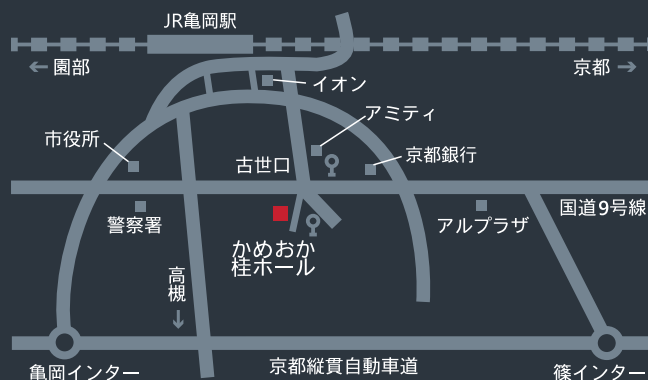 JR亀岡駅
← 園部
京都 →
イオン
アミティ
市役所
京都銀行
古世口
国道9号線
警察署
アルプラザ
かめおか
桂ホール
高槻
↓
京都縦貫自動車道
亀岡インター
篠インター